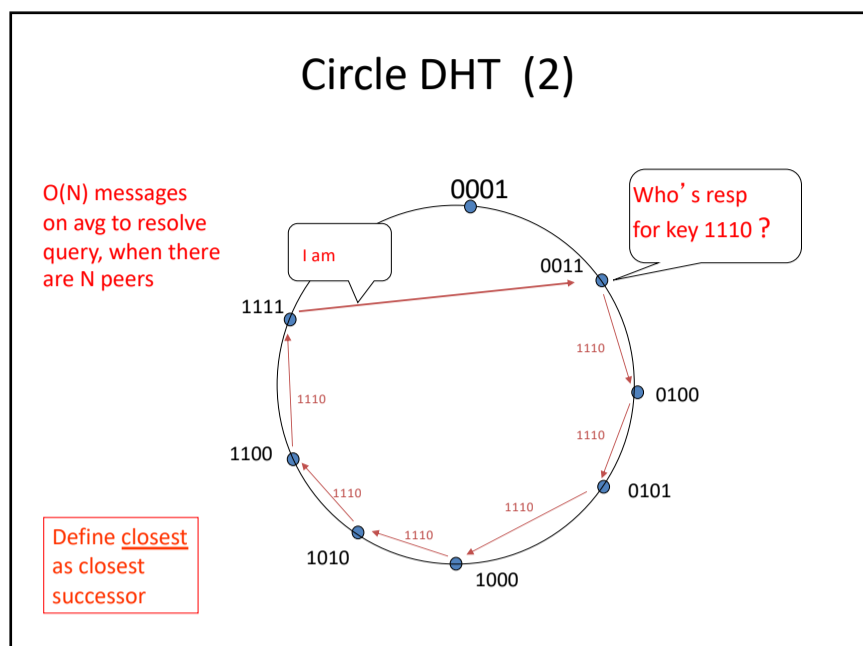 Circle DHT (2)
O(N) messages
on avg to resolve
query, when there
are N peers
0001
Who's resp
for key 1110 ?
I am
0011
1111
1110
0100
1110
1110
1100
0101
1110
1110
1110
1010
1000
Define closest
as closest
successor